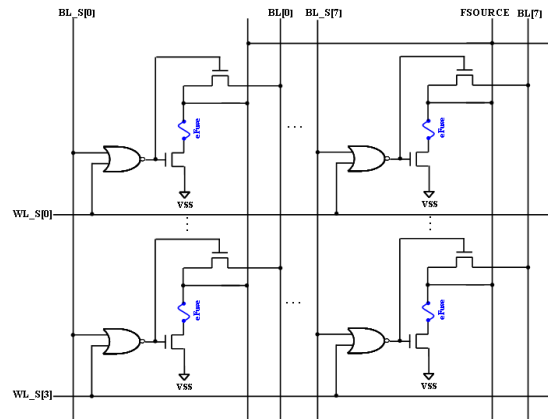 BL_S[0] BL[0] BL_S[7] FSOURCE BL[7]
eFuse eFuse
...
VSS VSS
WL_S[0]
eFuse eFuse
...
VSS VSS
WL_S[3]